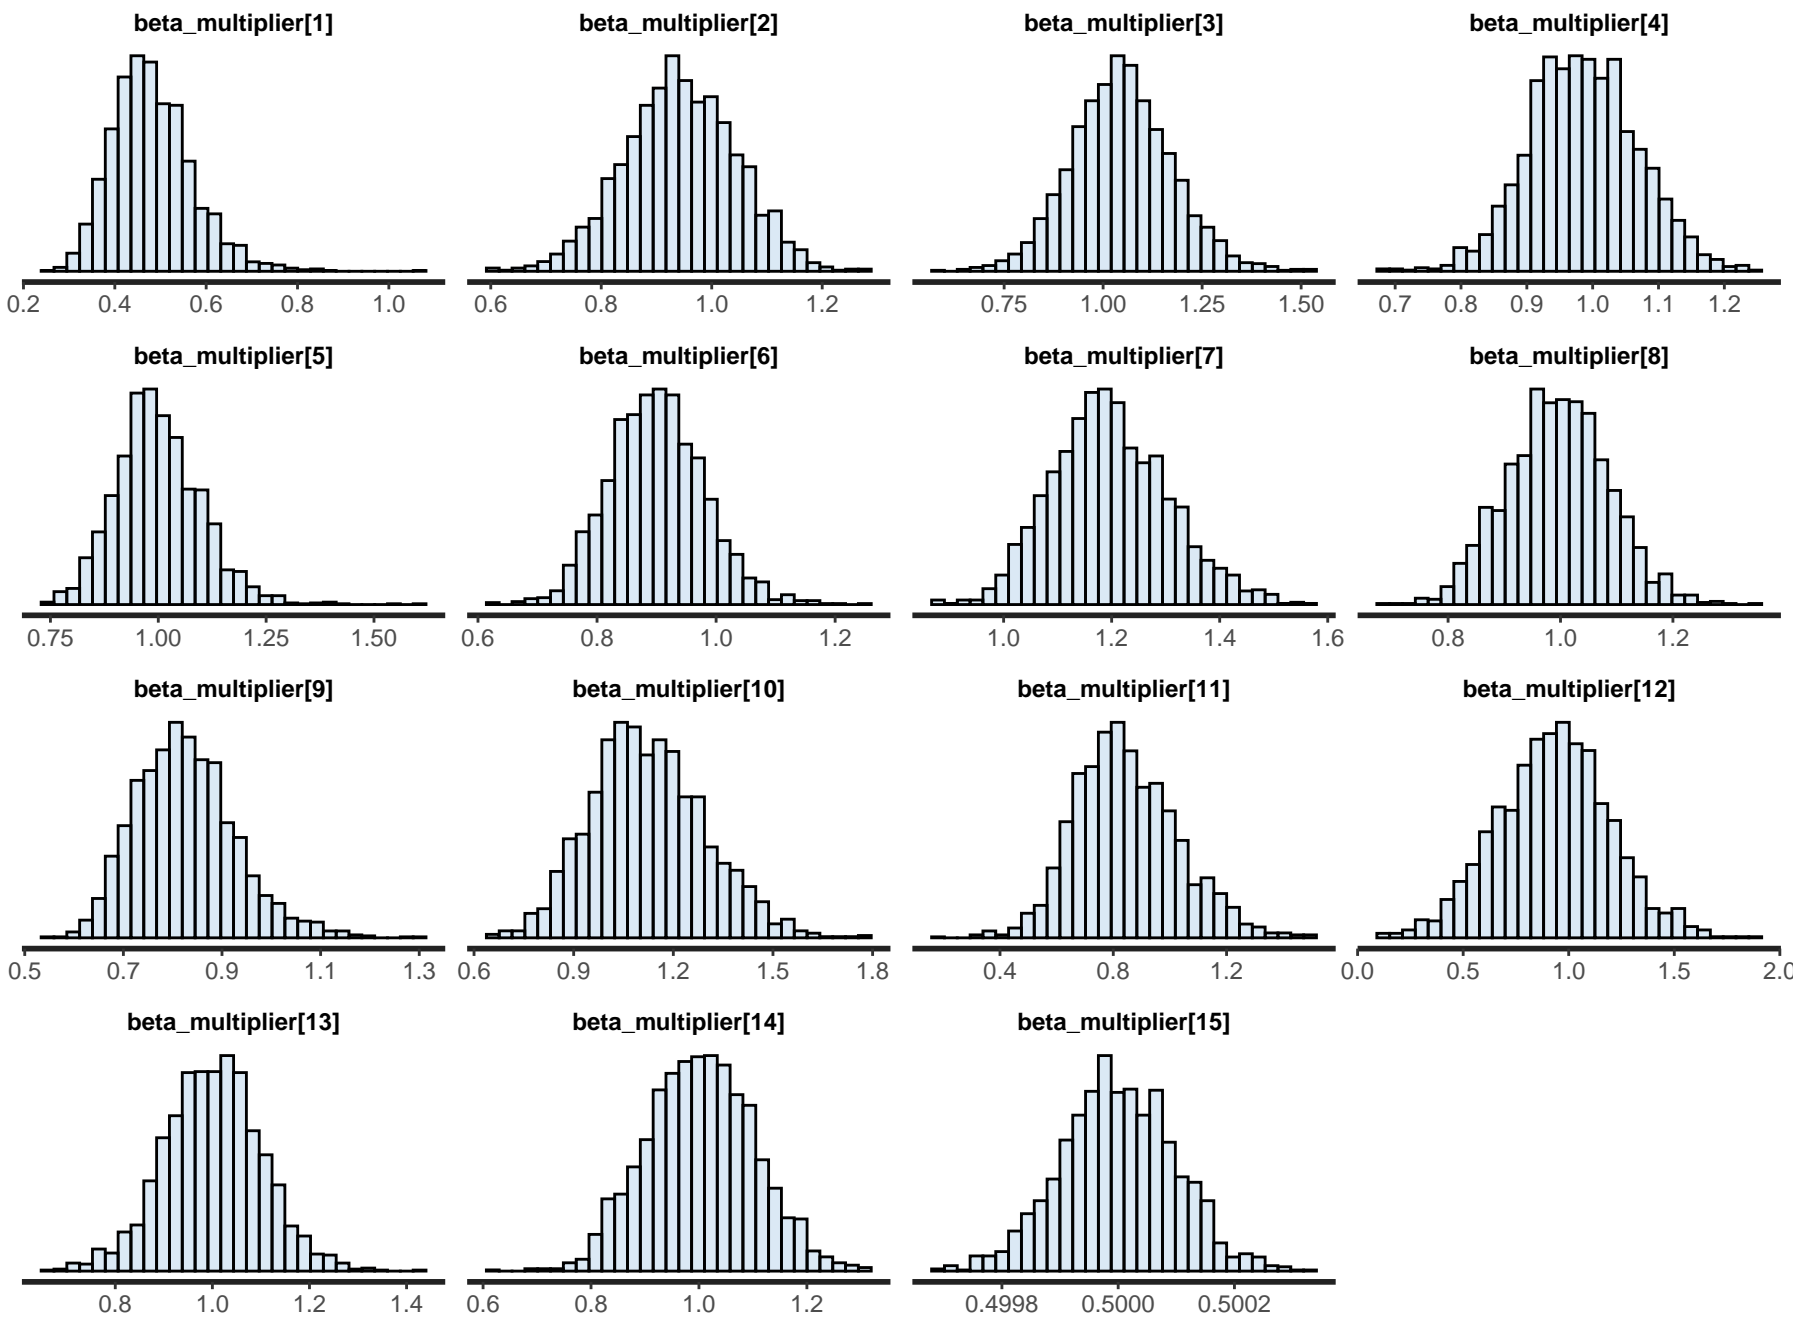 beta_multiplier[1] beta_multiplier[2] beta_multiplier[3] beta_multiplier[4]
0.2 0.4 0.6 0.8 1.0 0.6 0.8 1.0 1.2 0.75 1.00 1.25 1.50 0.7 0.8 0.9 1.0 1.1 1.2
beta_multiplier[5] beta_multiplier[6] beta_multiplier[7] beta_multiplier[8]
0.75 1.00 1.25 1.50 0.6 0.8 1.0 1.2 1.0 1.2 1.4 1.6 0.8 1.0 1.2
beta_multiplier[9] beta_multiplier[10] beta_multiplier[11] beta_multiplier[12]
0.5 0.7 0.9 1.1 1.3 0.6 0.9 1.2 1.5 1.8 0.4 0.8 1.2 0.0 0.5 1.0 1.5 2.0
beta_multiplier[13] beta_multiplier[14] beta_multiplier[15]
0.8 1.0 1.2 1.4 0.6 0.8 1.0 1.2 0.4998 0.5000 0.5002